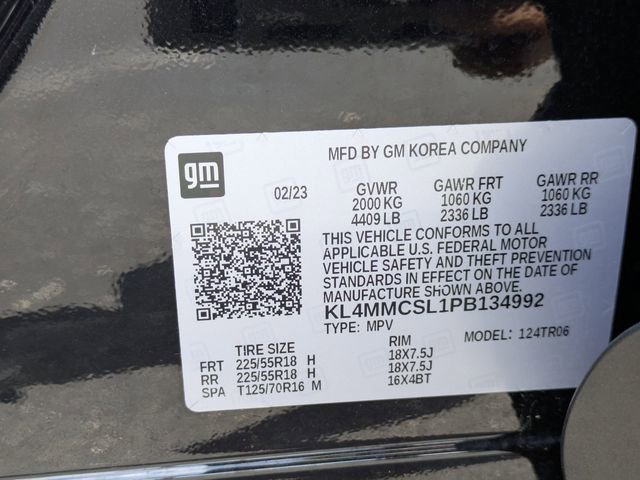 gm
MFD BY GM KOREA COMPANY
02/23 GVWR GAWR FRT GAWR RR
2000 KG 1060 KG 1060 KG
4409 LB 2336 LB 2336 LB
THIS VEHICLE CONFORMS TO ALL
APPLICABLE U.S. FEDERAL MOTOR
VEHICLE SAFETY AND THEFT PREVENTION
STANDARDS IN EFFECT ON THE DATE OF
MANUFACTURE SHOWN ABOVE.
KL4MMCSL1PB134992
TYPE: MPV MODEL: 124TR06
TIRE SIZE RIM
FRT 225/55R18 H 18X7.5J
RR 225/55R18 H 18X7.5J
SPA T125/70R16 M 16X4BT